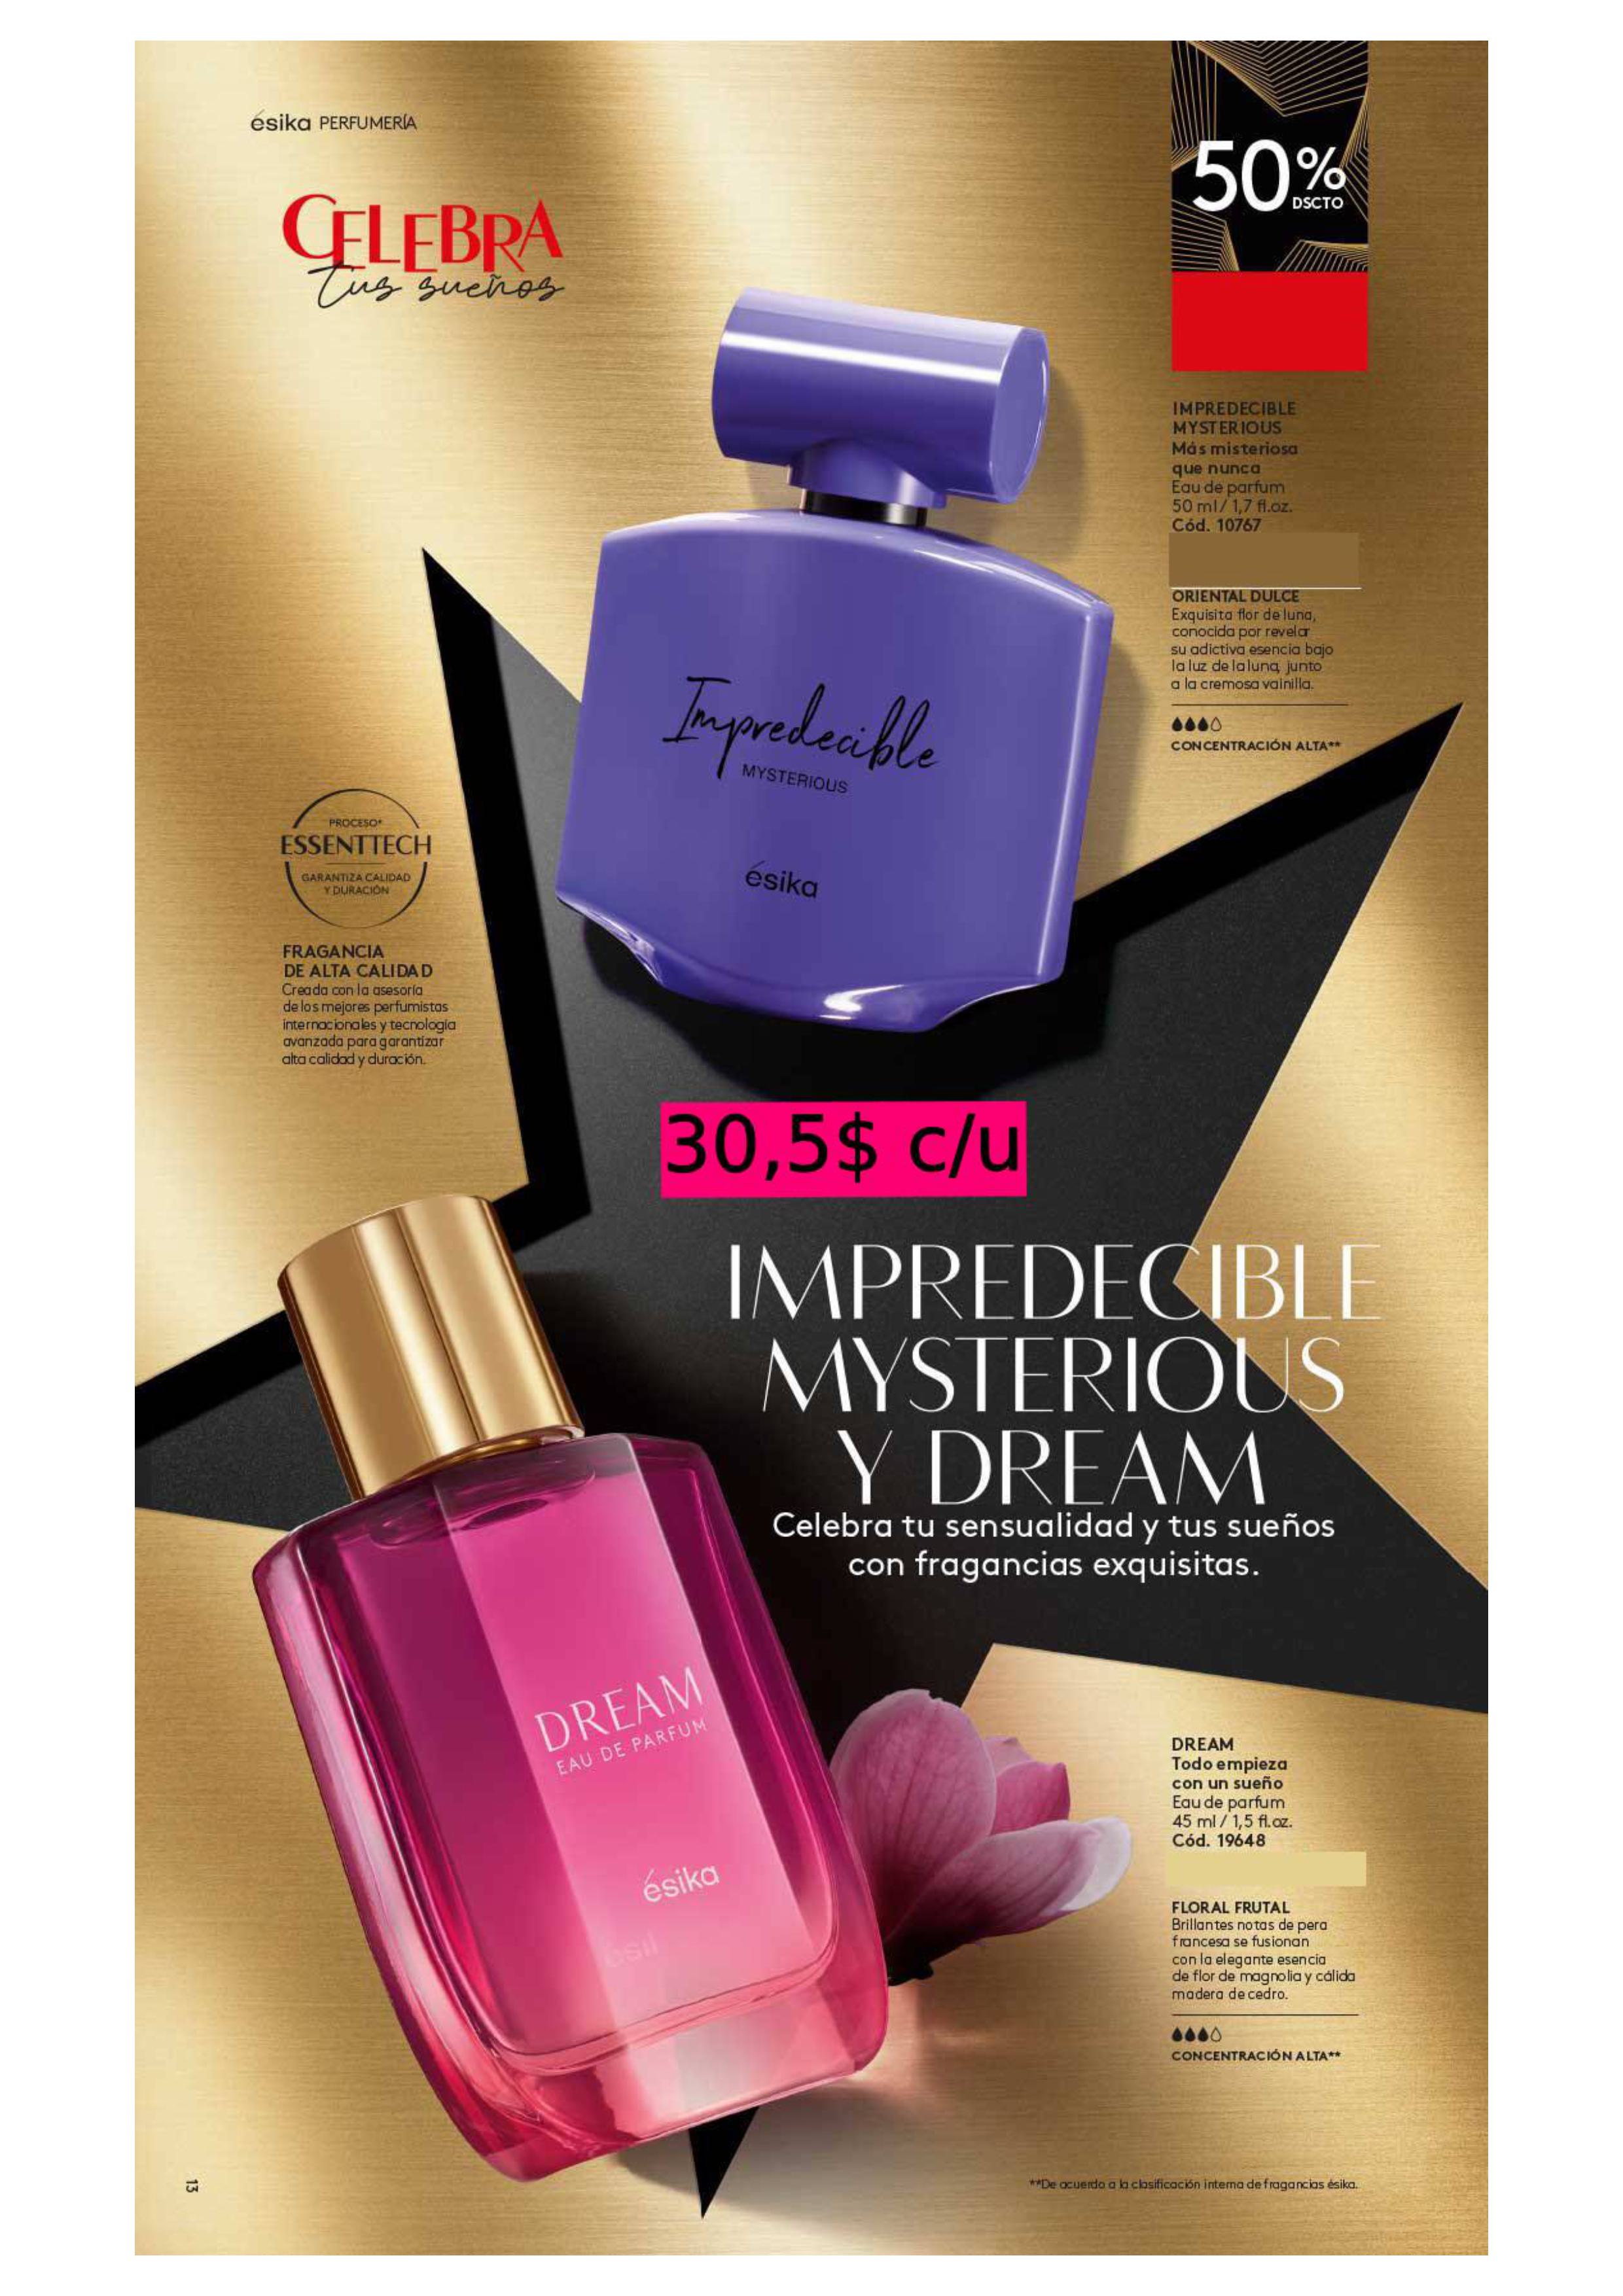 ésika PERFUMERÍA
CELEBRA
tus sueños
50%
DSCTO
IMPREDECIBLE
MYSTERIOUS
Más misteriosa
que nunca
Eau de parfum
50 ml / 1,7 fl.oz.
Cód. 10767
ORIENTAL DULCE
Exquisita flor de luna,
conocida por revelar
su adictiva esencia bajo
la luz de la luna, junto
a la cremosa vainilla.
CONCENTRACIÓN ALTA**
Impredecible
MYSTERIOUS
ésika
PROCESO*
ESSENTTECH
GARANTIZA CALIDAD
Y DURACIÓN
FRAGANCIA
DE ALTA CALIDAD
Creada con la asesoría
de los mejores perfumistas
internacionales y tecnología
avanzada para garantizar
alta calidad y duración.
30,5$ c/u
IMPREDECIBLE
MYSTERIOUS
Y DREAM
Celebra tu sensualidad y tus sueños
con fragancias exquisitas.
DREAM
EAU DE PARFUM
ésika
DREAM
Todo empieza
con un sueño
Eau de parfum
45 ml / 1,5 fl.oz.
Cód. 19648
FLORAL FRUTAL
Brillantes notas de pera
francesa se fusionan
con la elegante esencia
de flor de magnolia y cálida
madera de cedro.
CONCENTRACIÓN ALTA**
13
**De acuerdo a la clasificación interna de fragancias ésika.